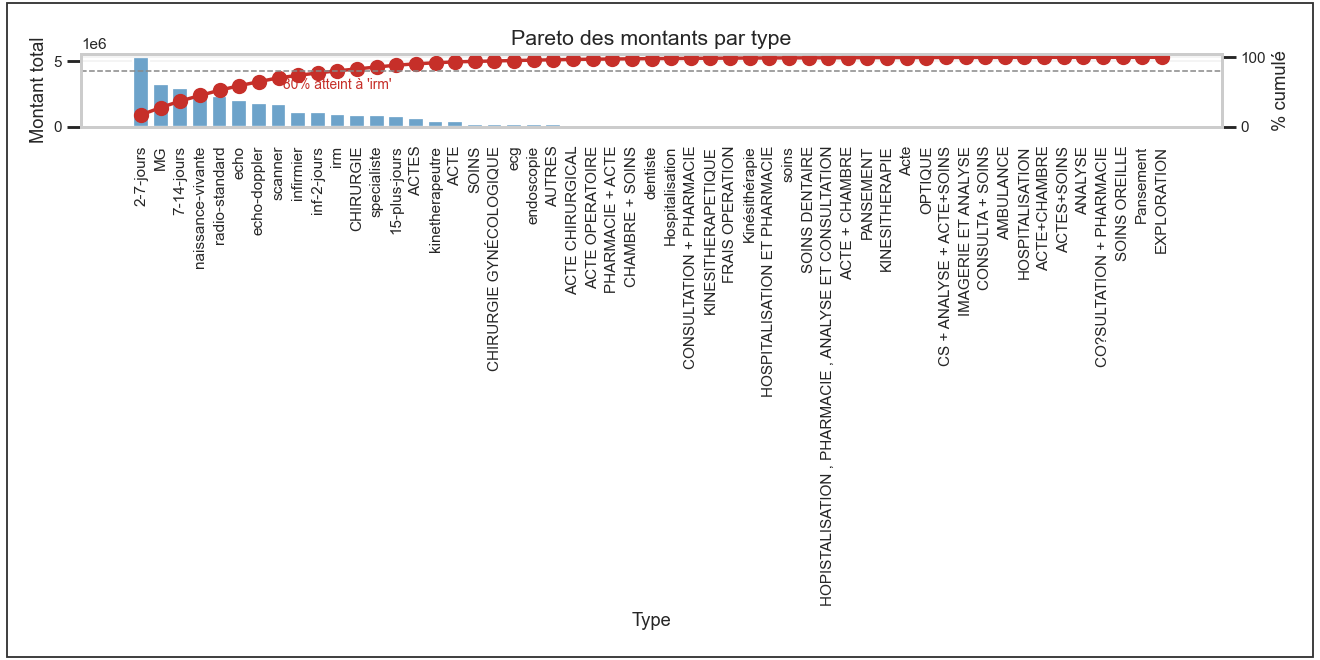 Pareto des montants par type
1e6
Montant total
5
0
100
0
% cumulé
80% atteint à 'irm'
2-7-jours
MG
7-14-jours
naissance-vivante
radio-standard
echo
echo-doppler
scanner
infirmier
inf-2-jours
irm
CHIRURGIE
specialiste
15-plus-jours
ACTES
kinetherapeutre
ACTE
SOINS
CHIRURGIE GYNÉCOLOGIQUE
ecg
endoscopie
AUTRES
ACTE CHIRURGICAL
ACTE OPERATOIRE
PHARMACIE + ACTE
CHAMBRE + SOINS
dentiste
Hospitalisation
CONSULTATION + PHARMACIE
KINESITHERAPETIQUE
FRAIS OPERATION
Kinésithérapie
HOSPITALISATION ET PHARMACIE
soins
SOINS DENTAIRE
HOPISTALISATION , PHARMACIE , ANALYSE ET CONSULTATION
ACTE + CHAMBRE
PANSEMENT
KINESITHERAPIE
Acte
OPTIQUE
CS + ANALYSE + ACTE+SOINS
IMAGERIE ET ANALYSE
CONSULTA + SOINS
AMBULANCE
HOSPITALISATION
ACTE+CHAMBRE
ACTES+SOINS
ANALYSE
CO?SULTATION + PHARMACIE
SOINS OREILLE
Pansement
EXPLORATION
Type